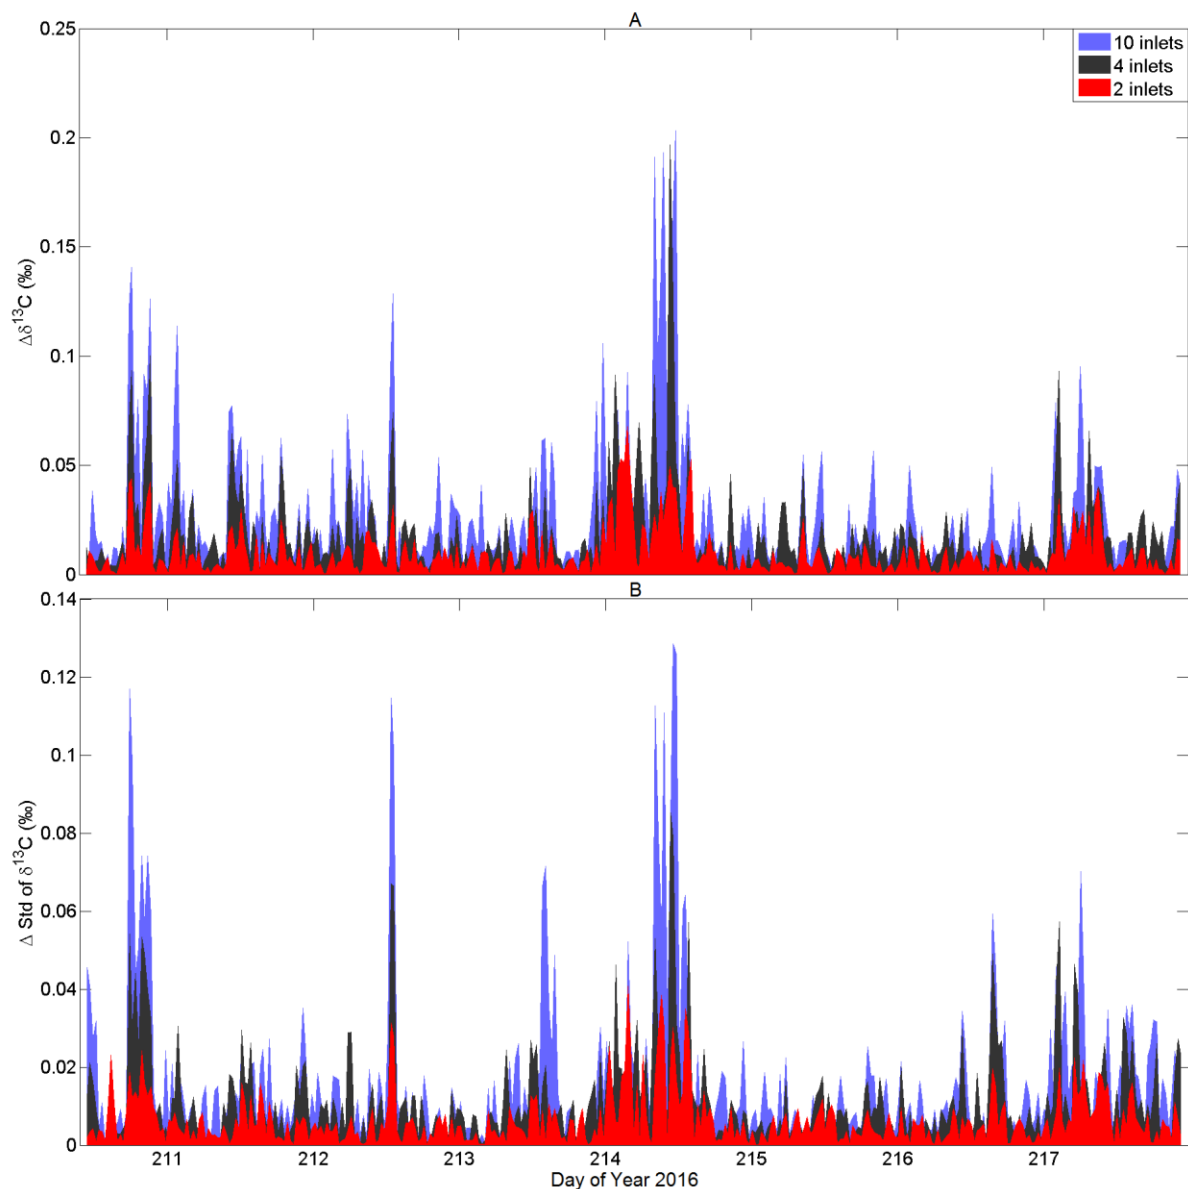 A
0.25
0.2
0.15
0.1
0.05
0
Δδ¹³C (‰)
10 inlets
4 inlets
2 inlets
B
0.14
0.12
0.1
0.08
0.06
0.04
0.02
0
Δ Std of δ¹³C (‰)
211 212 213 214 215 216 217
Day of Year 2016